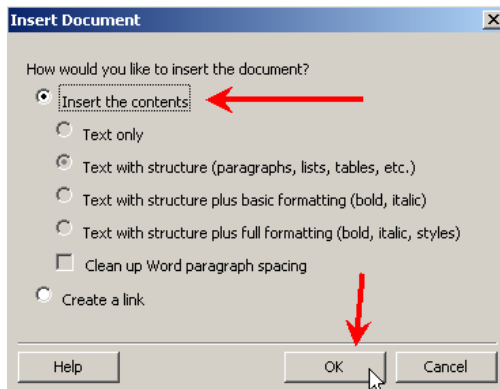 Insert Document
How would you like to insert the document?
Insert the contents
Text only
Text with structure (paragraphs, lists, tables, etc.)
Text with structure plus basic formatting (bold, italic)
Text with structure plus full formatting (bold, italic, styles)
Clean up Word paragraph spacing
Create a link
Help OK Cancel